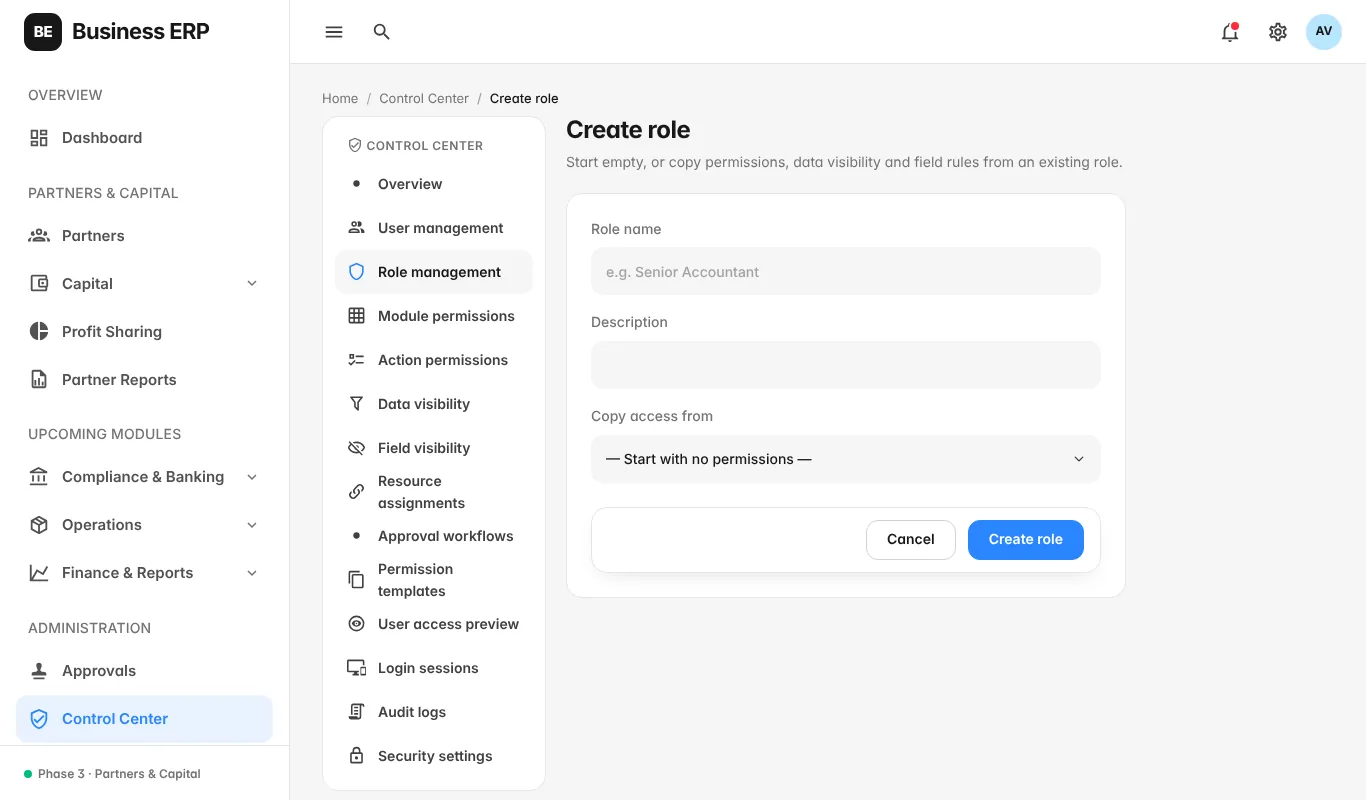 BE
Business ERP
OVERVIEW
Dashboard
PARTNERS & CAPITAL
Partners
Capital
Profit Sharing
Partner Reports
UPCOMING MODULES
Compliance & Banking
Operations
Finance & Reports
ADMINISTRATION
Approvals
Control Center
Phase 3 · Partners & Capital
AV
Home / Control Center / Create role
CONTROL CENTER
Overview
User management
Role management
Module permissions
Action permissions
Data visibility
Field visibility
Resource
assignments
Approval workflows
Permission
templates
User access preview
Login sessions
Audit logs
Security settings
Create role
Start empty, or copy permissions, data visibility and field rules from an existing role.
Role name
e.g. Senior Accountant
Description
Copy access from
— Start with no permissions —
Cancel
Create role